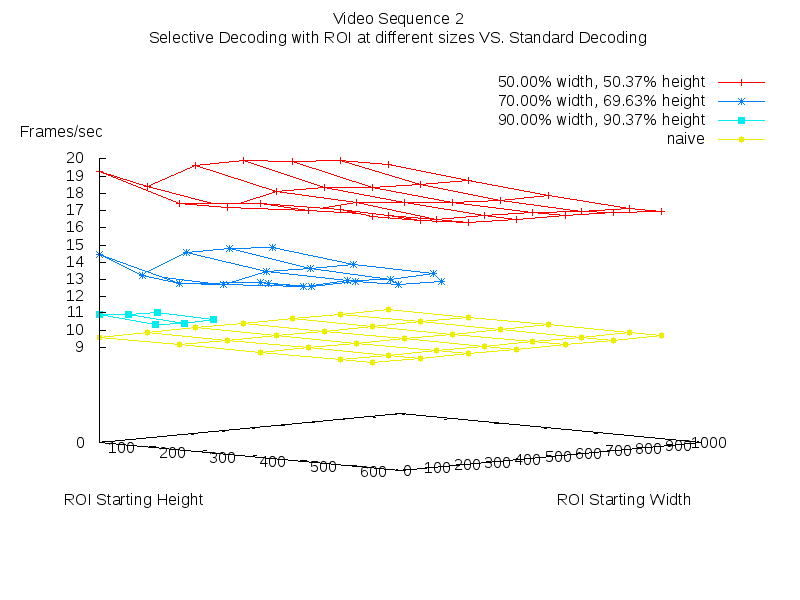 Video Sequence 2
Selective Decoding with ROI at different sizes VS. Standard Decoding
50.00% width, 50.37% height
70.00% width, 69.63% height
90.00% width, 90.37% height
naive
Frames/sec
20
19
18
17
16
15
14
13
12
11
10
9
0
100 200 300 400 500 600
0 100 200 300 400 500 600 700 800 900 1000
ROI Starting Height
ROI Starting Width